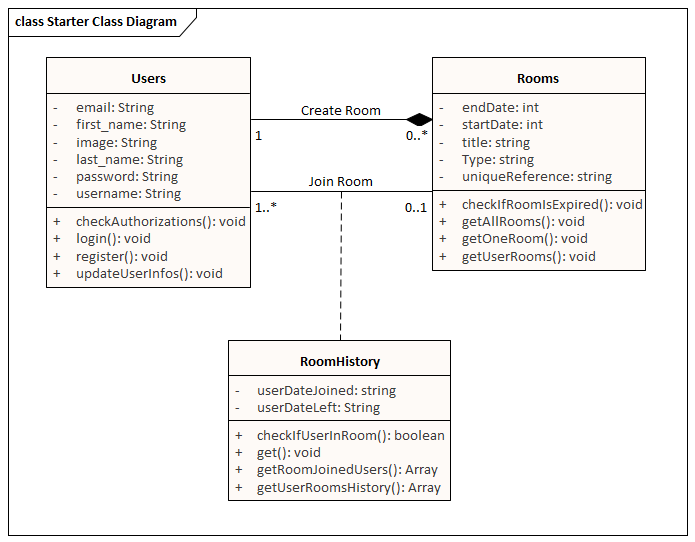 class Starter Class Diagram
Users
- email: String
- first_name: String
- image: String
- last_name: String
- password: String
- username: String
+ checkAuthorizations(): void
+ login(): void
+ register(): void
+ updateUserInfos(): void
Create Room
1 0..*
Join Room
1..* 0..1
Rooms
- endDate: int
- startDate: int
- title: string
- Type: string
- uniqueReference: string
+ checkIfRoomIsExpired(): void
+ getAllRooms(): void
+ getOneRoom(): void
+ getUserRooms(): void
RoomHistory
- userDateJoined: string
- userDateLeft: String
+ checkIfUserInRoom(): boolean
+ get(): void
+ getRoomJoinedUsers(): Array
+ getUserRoomsHistory(): Array